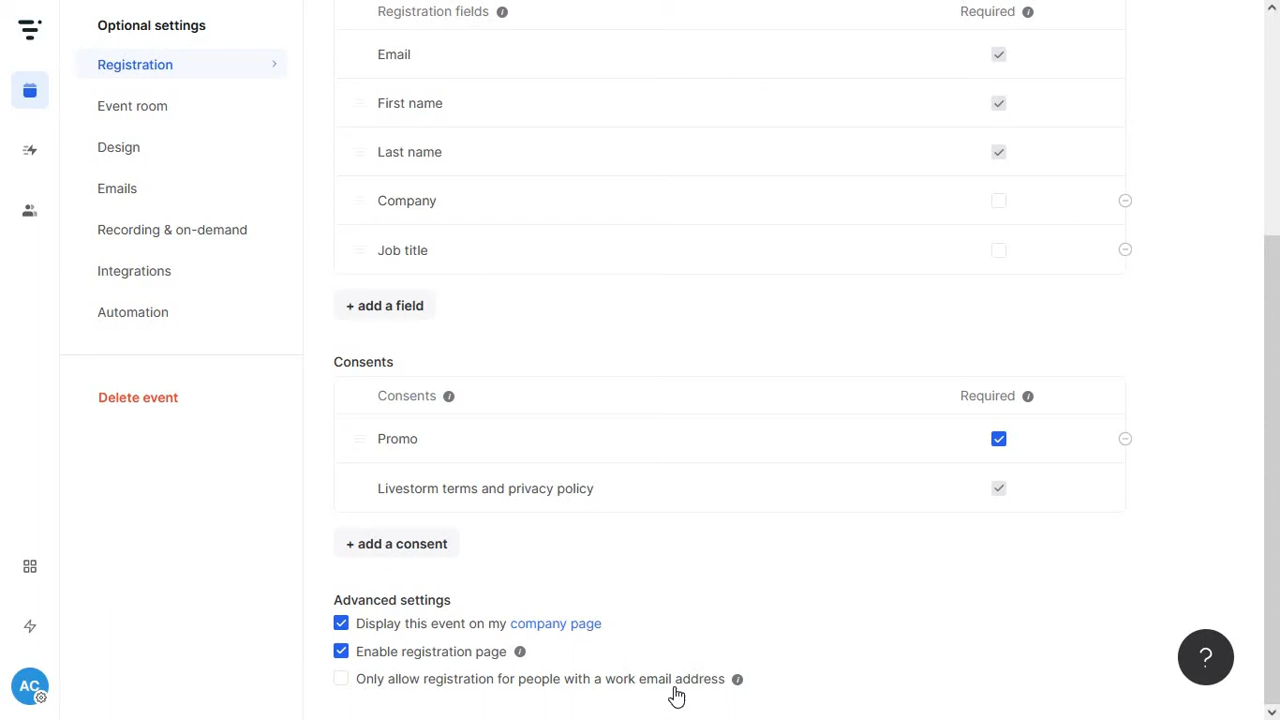 Optional settings
Registration
Event room
Design
Emails
Recording & on-demand
Integrations
Automation
Delete event
AC
Registration fields
Required
Email
First name
Last name
Company
Job title
+ add a field
Consents
Consents
Required
Promo
Livestorm terms and privacy policy
+ add a consent
Advanced settings
Display this event on my company page
Enable registration page
Only allow registration for people with a work email address
?